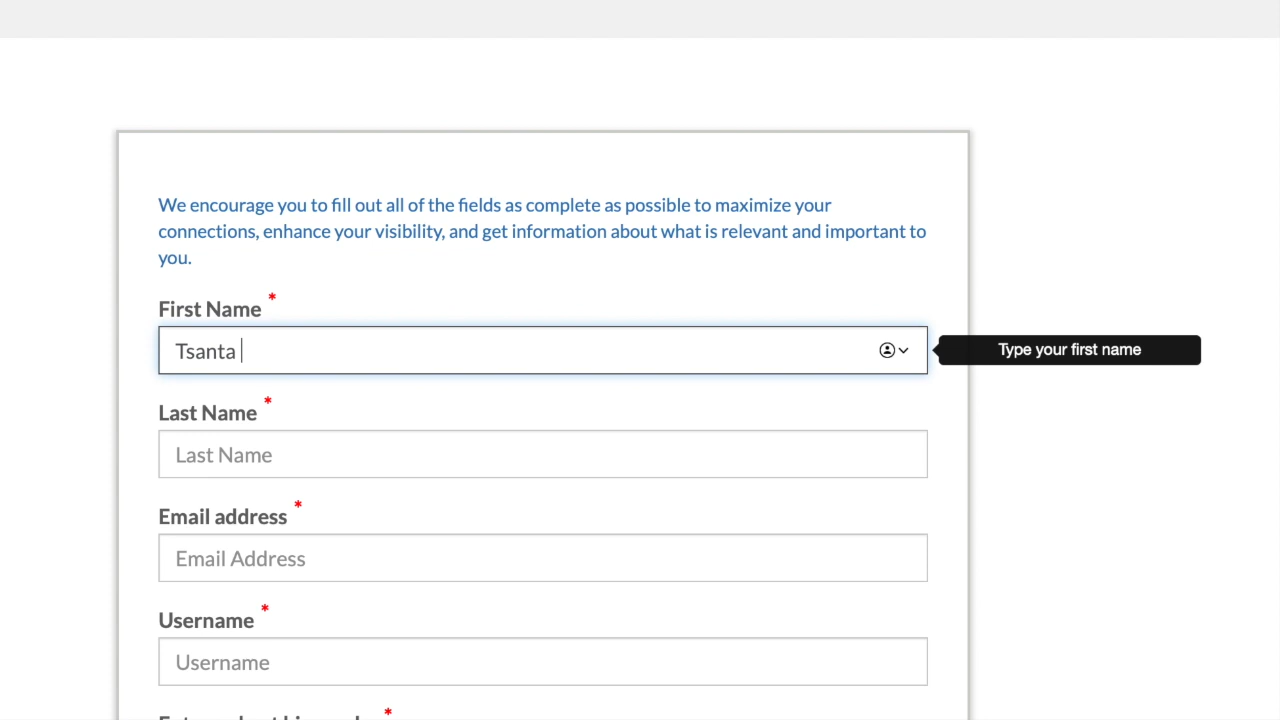 We encourage you to fill out all of the fields as complete as possible to maximize your
connections, enhance your visibility, and get information about what is relevant and important to
you.
First Name *
Tsanta
Type your first name
Last Name *
Last Name
Email address *
Email Address
Username *
Username
*